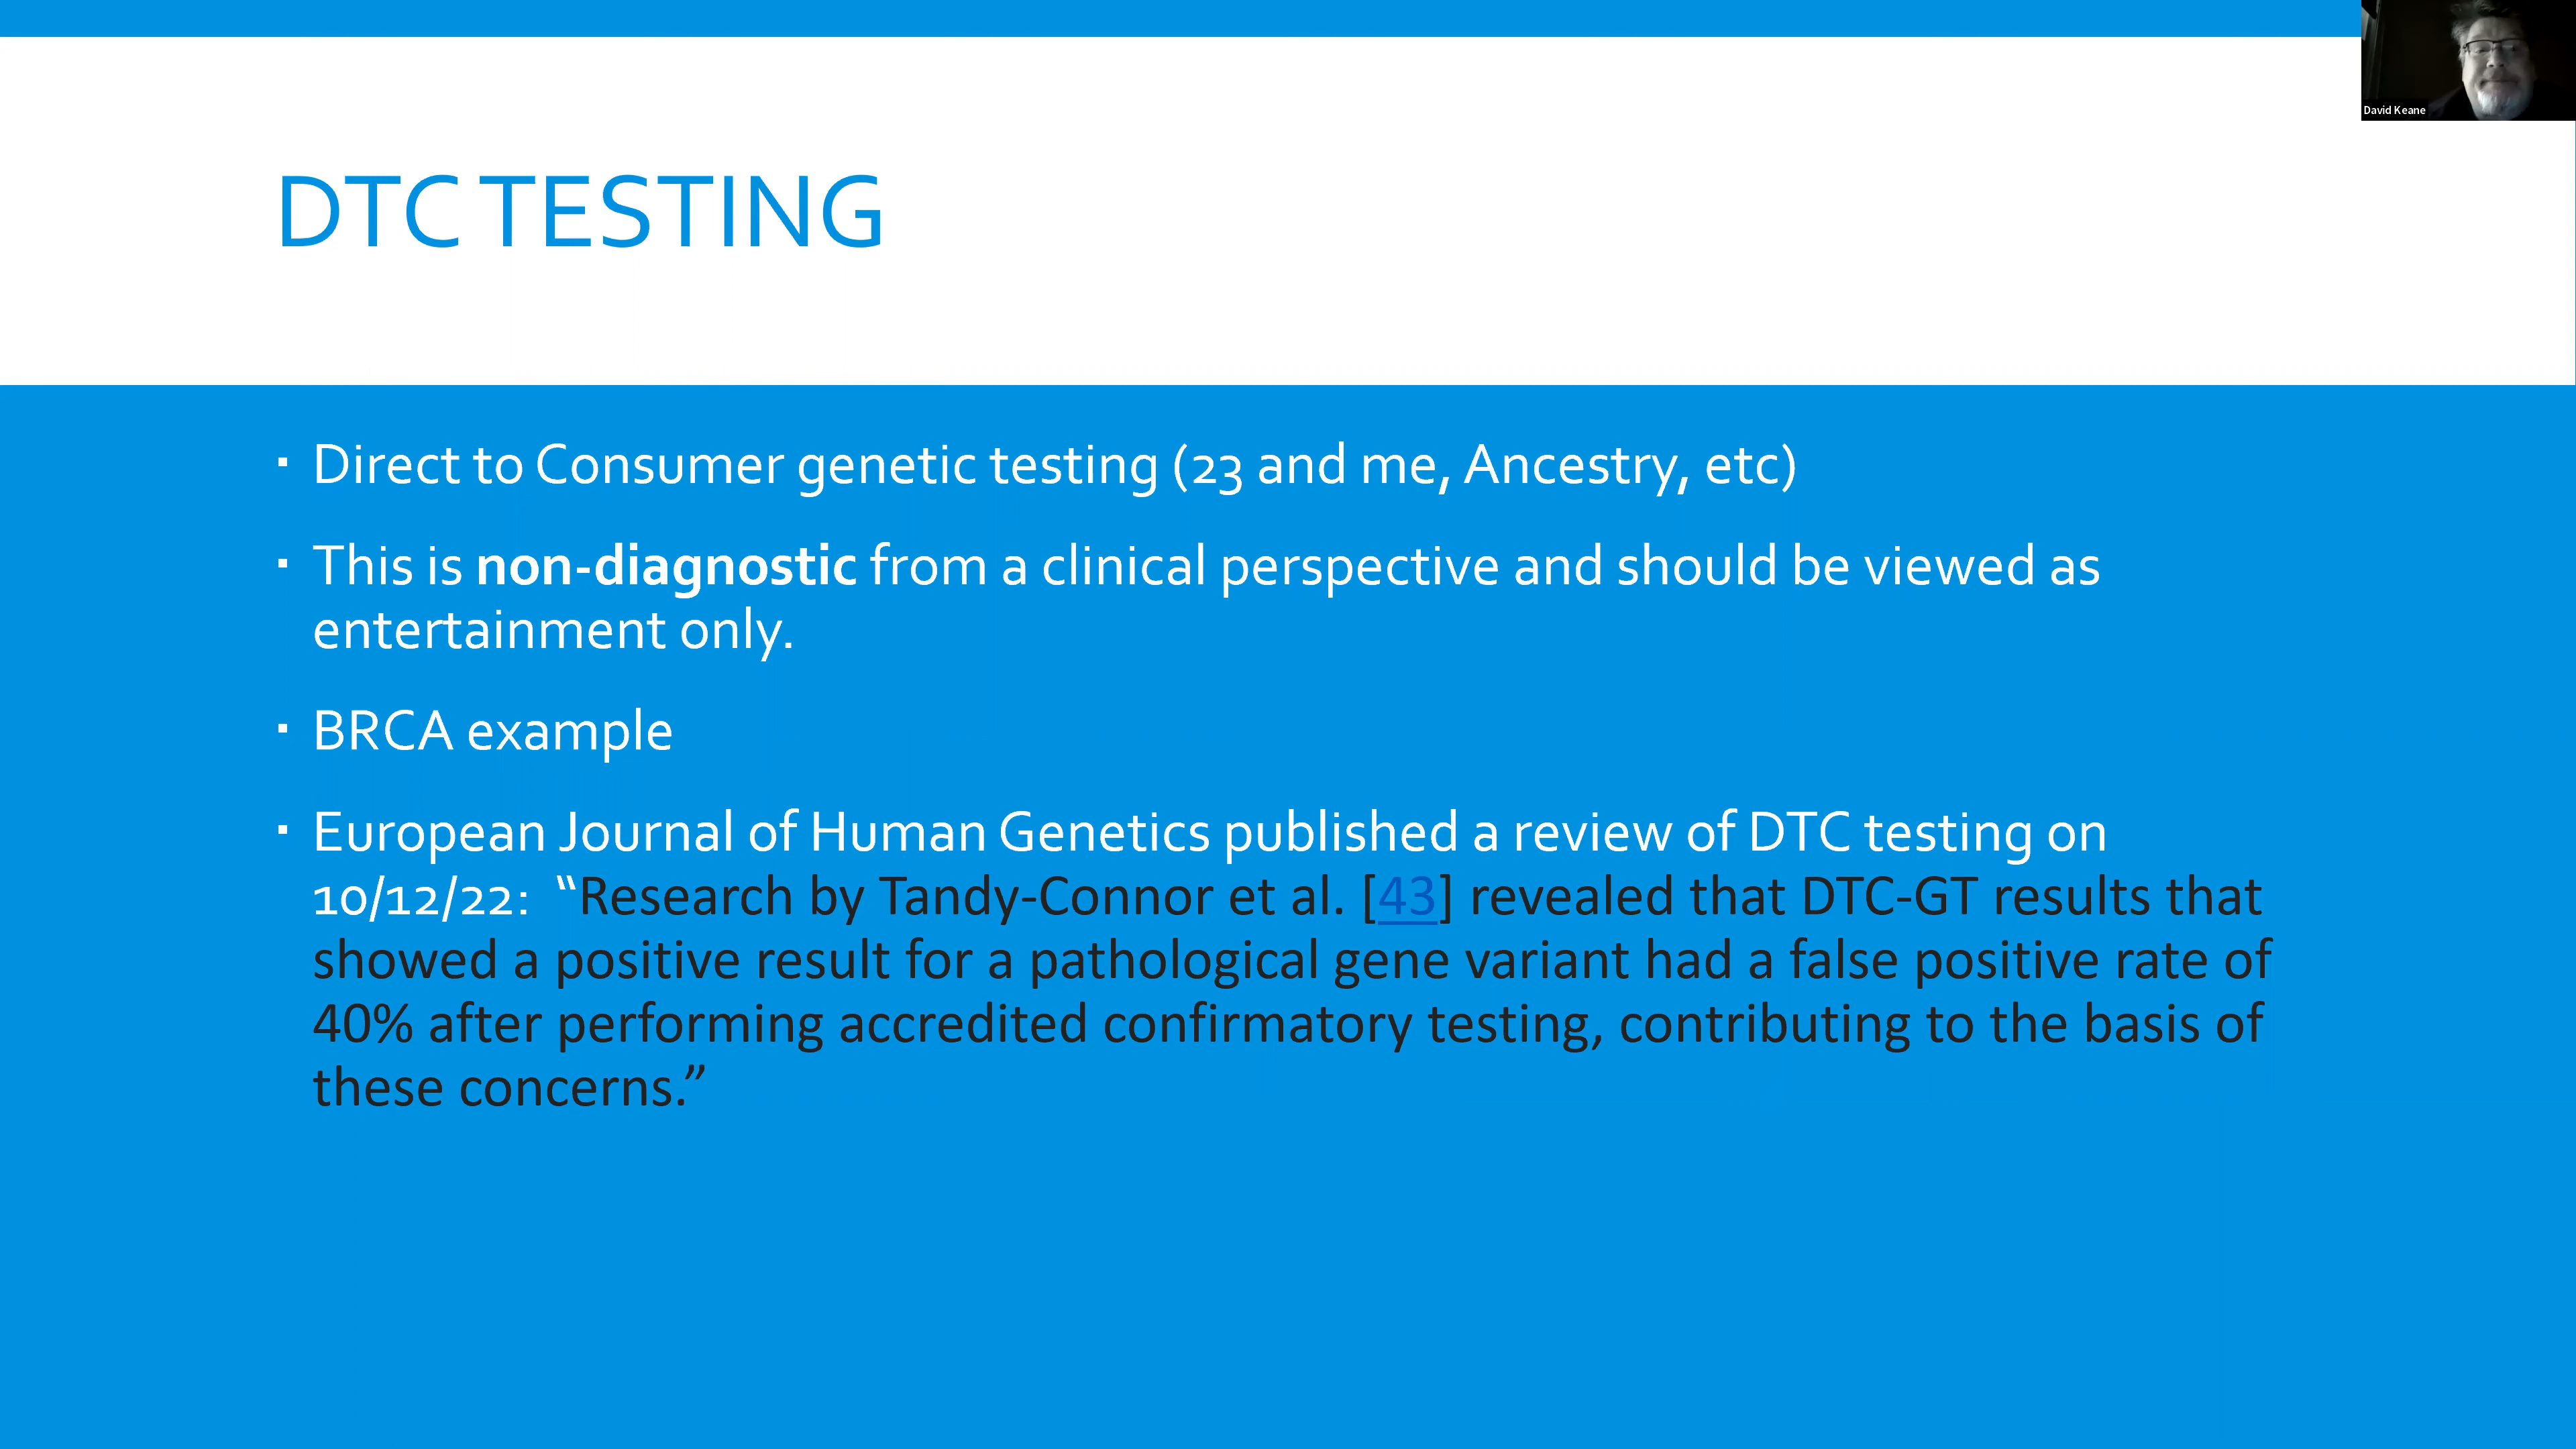 David Keane
DTC TESTING
▪ Direct to Consumer genetic testing (23 and me, Ancestry, etc)
▪ This is non-diagnostic from a clinical perspective and should be viewed as
entertainment only.
▪ BRCA example
▪ European Journal of Human Genetics published a review of DTC testing on
10/12/22:  “Research by Tandy-Connor et al. [43] revealed that DTC-GT results that
showed a positive result for a pathological gene variant had a false positive rate of
40% after performing accredited confirmatory testing, contributing to the basis of
these concerns.”